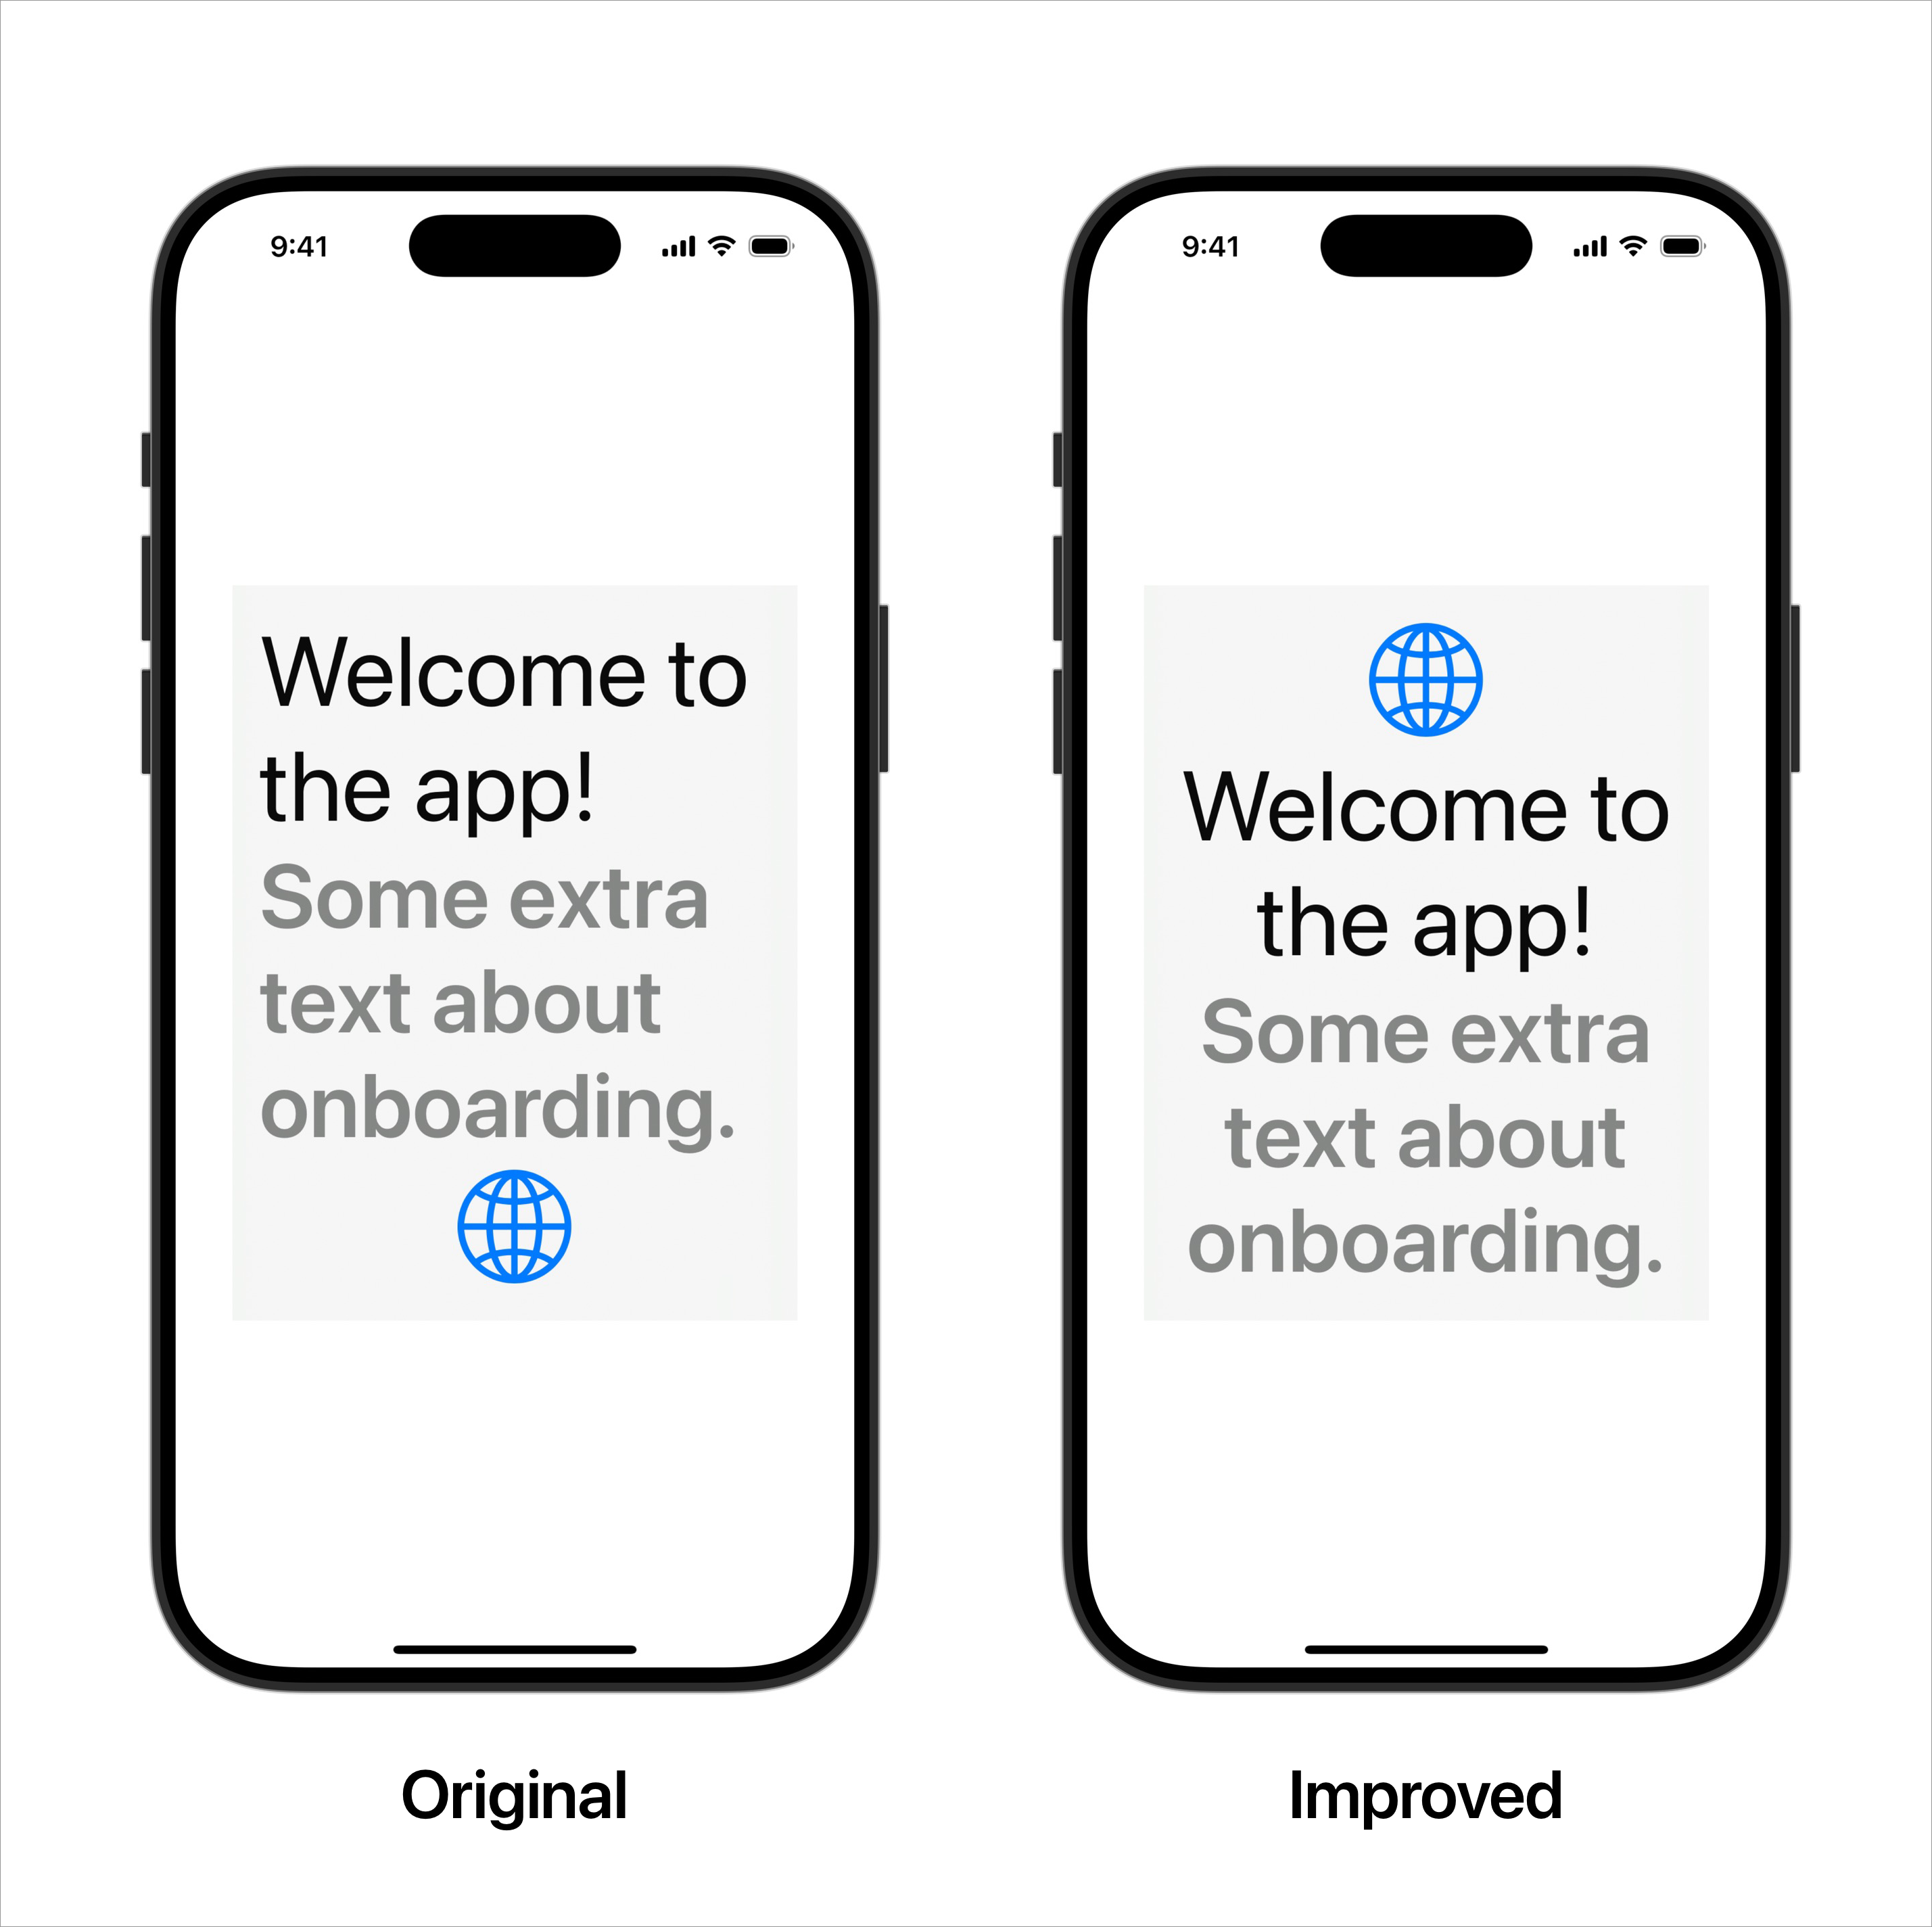 9:41
Welcome to
the app!
Some extra
text about
onboarding.
Original
9:41
Welcome to
the app!
Some extra
text about
onboarding.
Improved